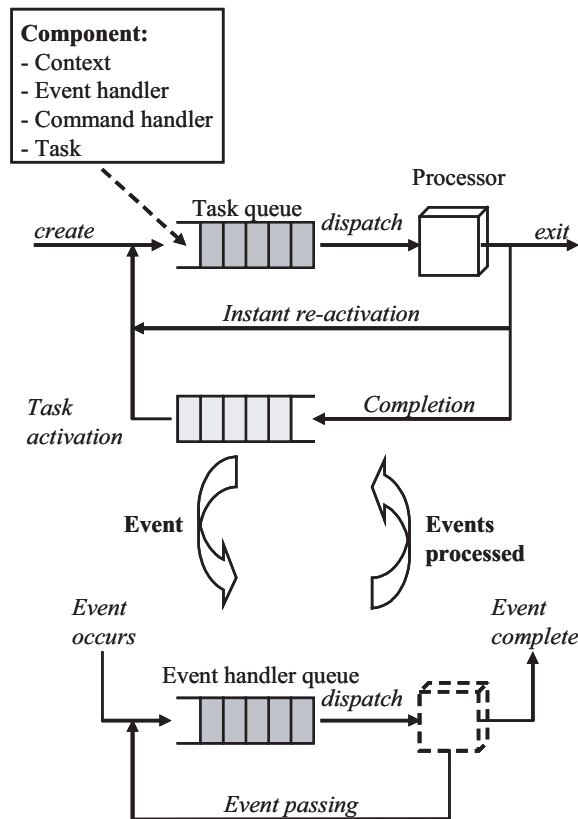 Component:
- Context
- Event handler
- Command handler
- Task
Processor
Task queue
create
dispatch
exit
Instant re-activation
Task
activation
Completion
Event
Events
processed
Event
occurs
Event
complete
Event handler queue
dispatch
Event passing